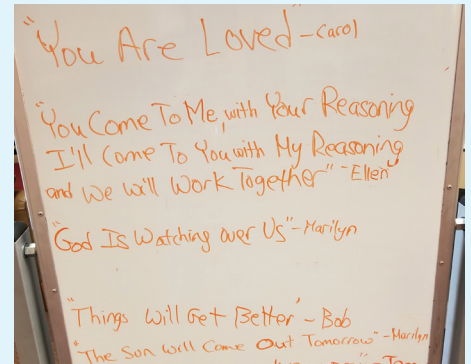 "You Are Loved" - Carol
"You Come To Me, with Your Reasoning
I'll Come To You with My Reasoning
and We Will Work Together" - Ellen
"God Is Watching over Us" - Marilyn
"Things Will Get Better" - Bob
"The Sun Will Come Out Tomorrow" - Marilyn